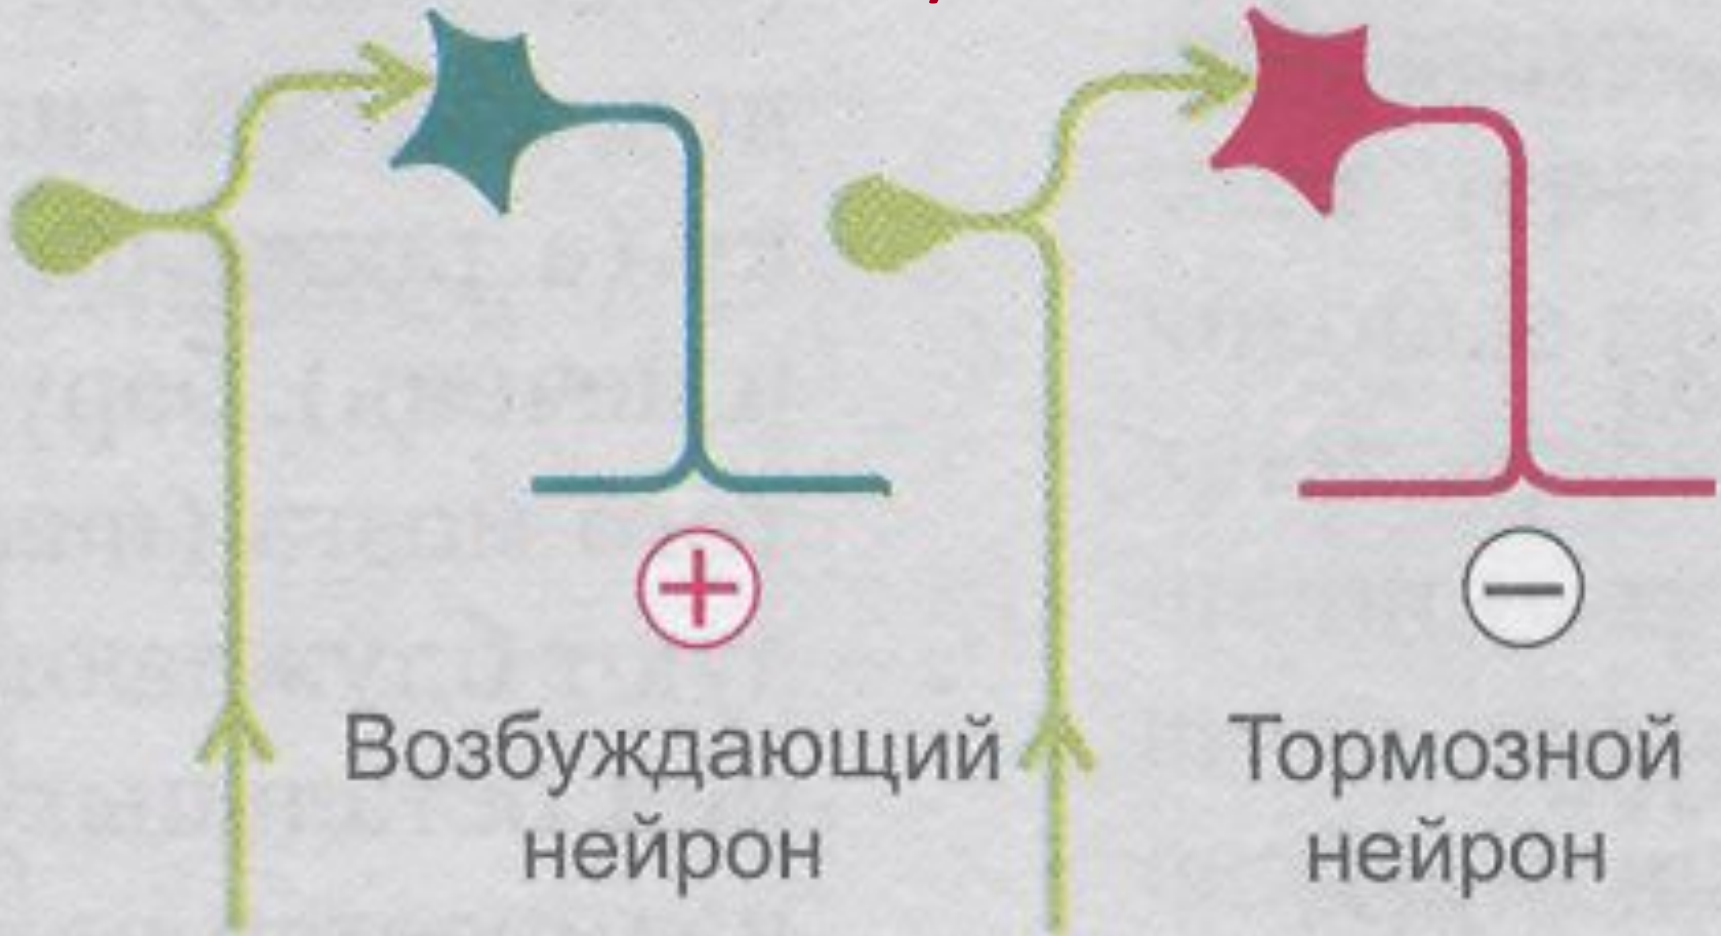 Возбуждающий
нейрон
Тормозной
нейрон